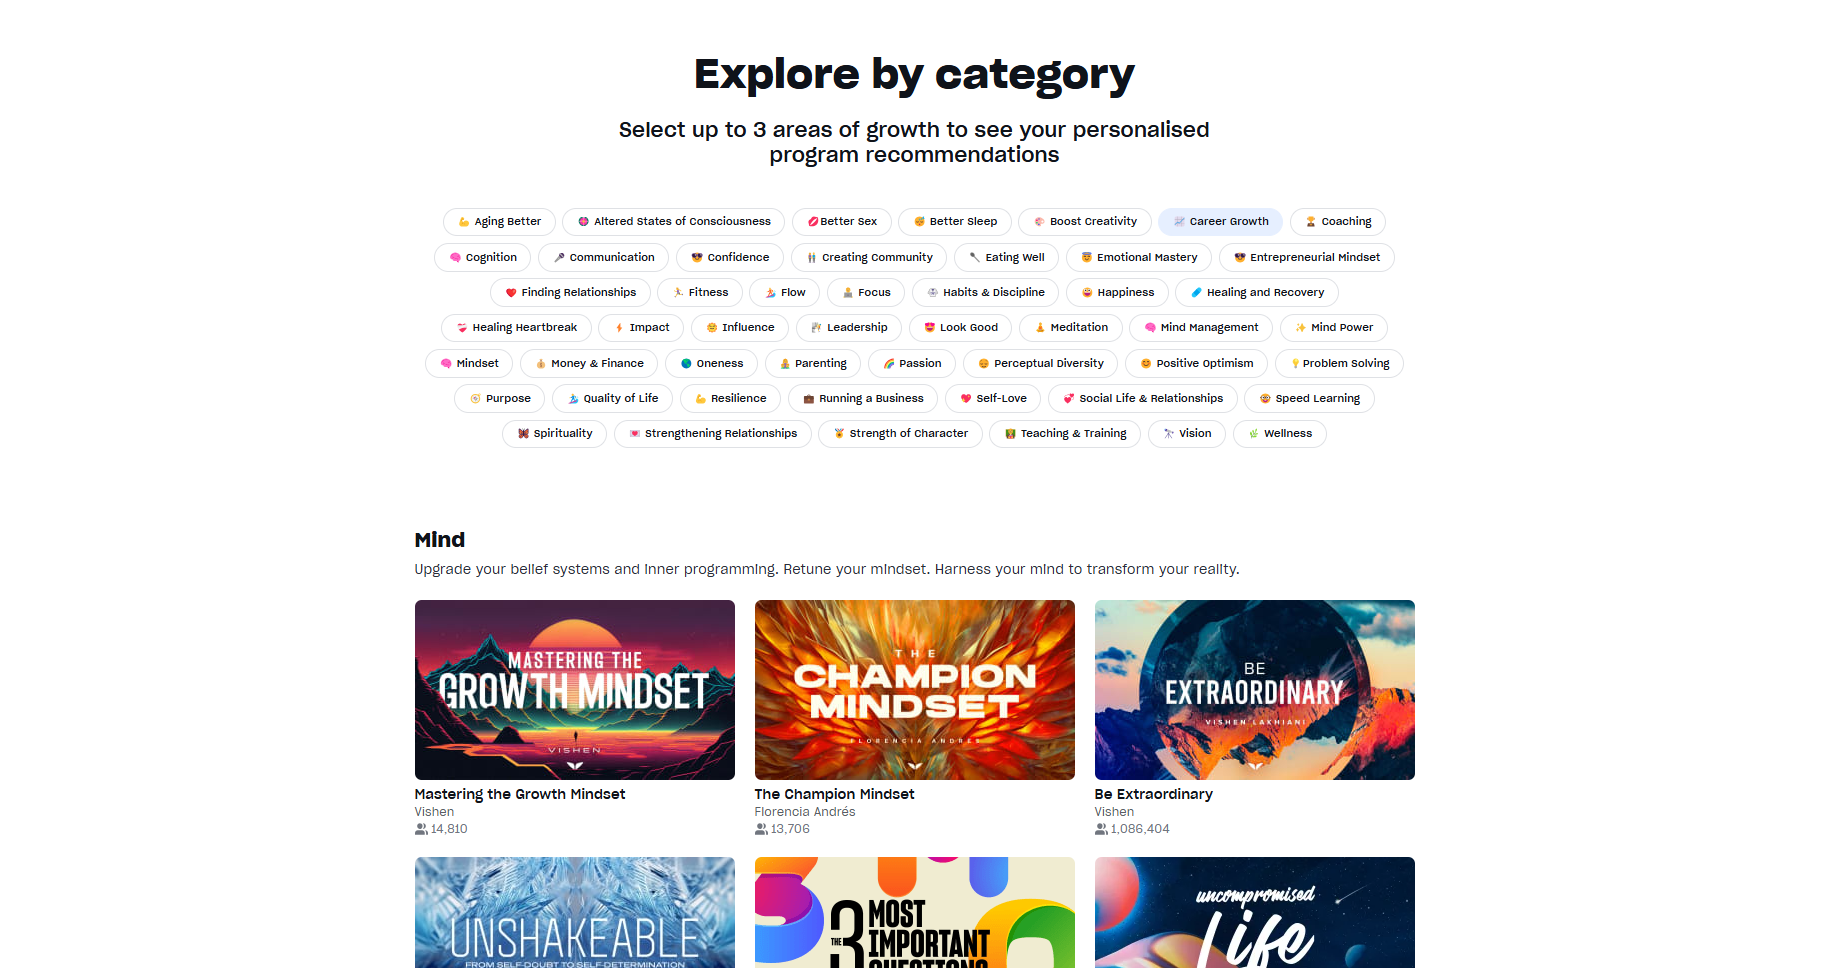 Explore by category
Select up to 3 areas of growth to see your personalised
program recommendations
Aging Better Altered States of Consciousness Better Sex Better Sleep Boost Creativity Career Growth Coaching
Cognition Communication Confidence Creating Community Eating Well Emotional Mastery Entrepreneurial Mindset
Finding Relationships Fitness Flow Focus Habits & Discipline Happiness Healing and Recovery
Healing Heartbreak Impact Influence Leadership Look Good Meditation Mind Management Mind Power
Mindset Money & Finance Oneness Parenting Passion Perceptual Diversity Positive Optimism Problem Solving
Purpose Quality of Life Resilience Running a Business Self-Love Social Life & Relationships Speed Learning
Spirituality Strengthening Relationships Strength of Character Teaching & Training Vision Wellness
Mind
Upgrade your belief systems and inner programming. Retune your mindset. Harness your mind to transform your reality.
MASTERING THE
GROWTH MINDSET
VISHEN
THE
CHAMPION
MINDSET
FLORENCIA ANDRÉS
BE
EXTRAORDINARY
VISHEN LAKHIANI
Mastering the Growth Mindset
Vishen
14,810
The Champion Mindset
Florencia Andrés
13,706
Be Extraordinary
Vishen
1,086,404
UNSHAKEABLE
FROM SELF-DOUBT TO SELF-DETERMINATION
THE 3 MOST
IMPORTANT
QUESTIONS
uncompromised
Life